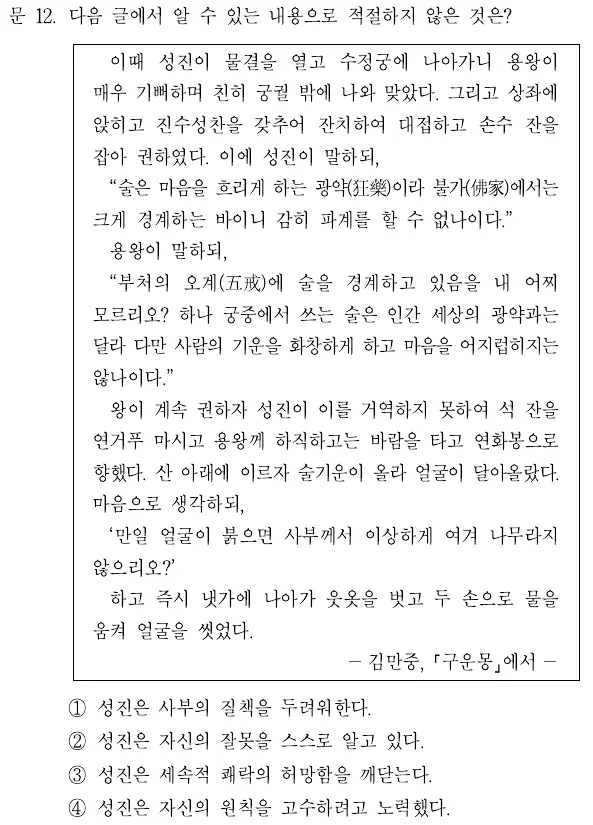 문 12. 다음 글에서 알 수 있는 내용으로 적절하지 않은 것은?
이때 성진이 물결을 열고 수정궁에 나아가니 용왕이
매우 기뻐하며 친히 궁궐 밖에 나와 맞았다. 그리고 상좌에
앉히고 진수성찬을 갖추어 잔치하여 대접하고 손수 잔을
잡아 권하였다. 이에 성진이 말하되,
“술은 마음을 흐리게 하는 광약(狂藥)이라 불가(佛家)에서는
크게 경계하는 바이니 감히 파계를 할 수 없나이다.”
용왕이 말하되,
“부처의 오계(五戒)에 술을 경계하고 있음을 내 어찌
모르리오? 하나 궁중에서 쓰는 술은 인간 세상의 광약과는
달라 다만 사람의 기운을 화창하게 하고 마음을 어지럽히지는
않나이다.”
왕이 계속 권하자 성진이 이를 거역하지 못하여 석 잔을
연거푸 마시고 용왕께 하직하고는 바람을 타고 연화봉으로
향했다. 산 아래에 이르자 술기운이 올라 얼굴이 달아올랐다.
마음으로 생각하되,
‘만일 얼굴이 붉으면 사부께서 이상하게 여겨 나무라지
않으리오?’
하고 즉시 냇가에 나아가 웃옷을 벗고 두 손으로 물을
움켜 얼굴을 씻었다.
– 김만중, 「구운몽」에서 –
① 성진은 사부의 질책을 두려워한다.
② 성진은 자신의 잘못을 스스로 알고 있다.
③ 성진은 세속적 쾌락의 허망함을 깨닫는다.
④ 성진은 자신의 원칙을 고수하려고 노력했다.